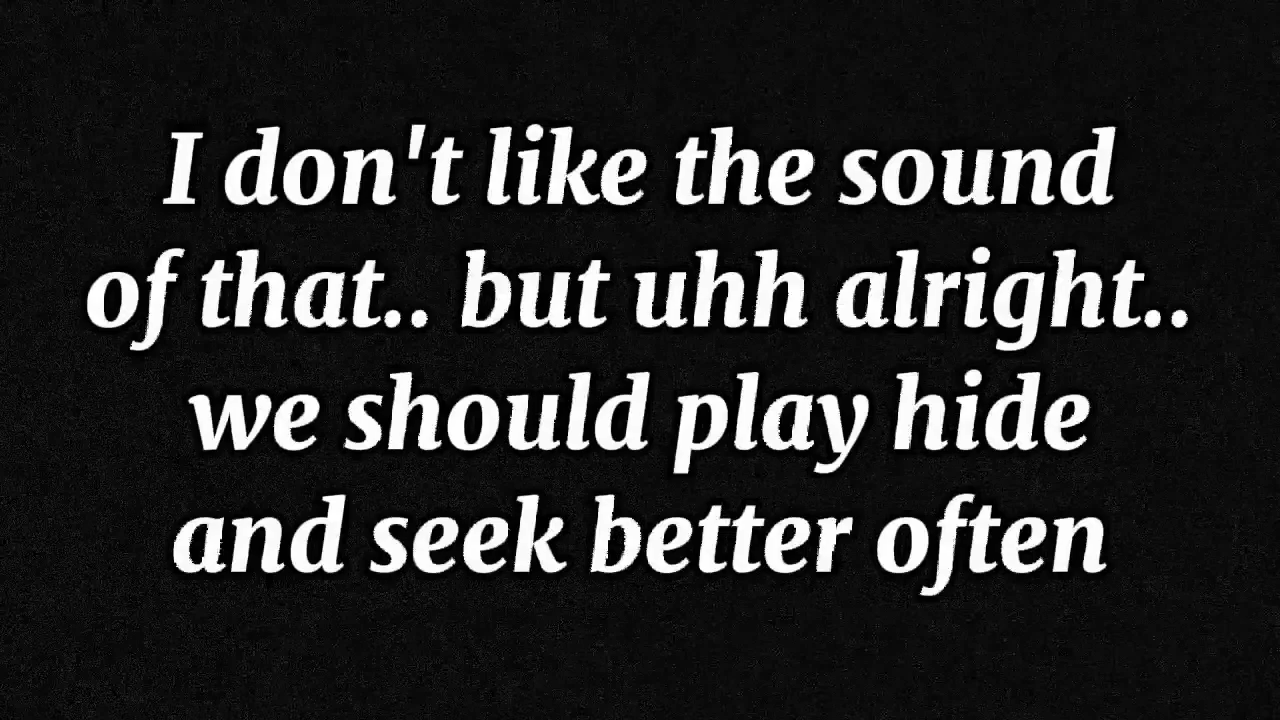 I don't like the sound
of that.. but uhh alright..
we should play hide
and seek better often